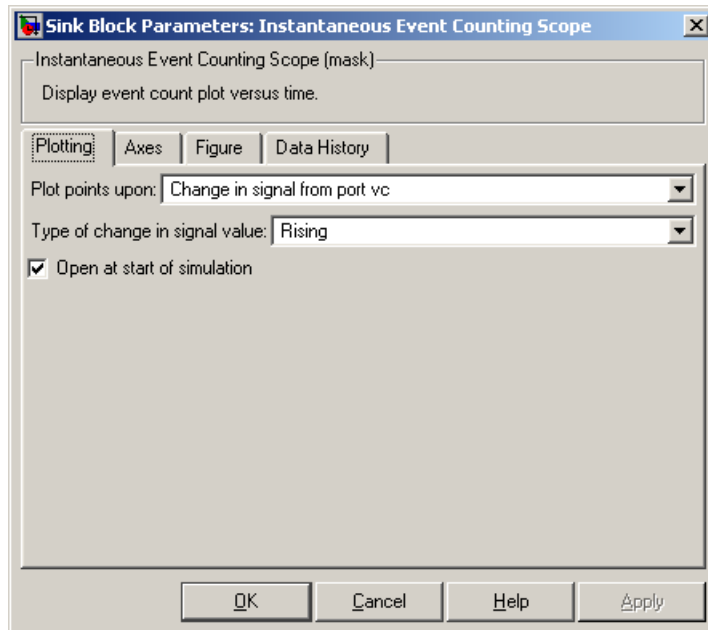 Sink Block Parameters: Instantaneous Event Counting Scope
Instantaneous Event Counting Scope (mask)
Display event count plot versus time.
Plotting Axes Figure Data History
Plot points upon: Change in signal from port vc
Type of change in signal value: Rising
Open at start of simulation
OK Cancel Help Apply